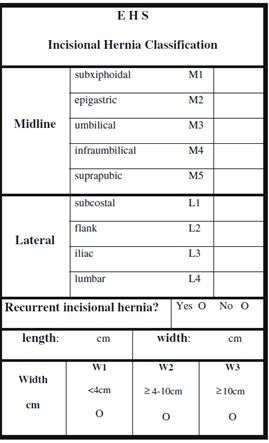 E H S
Incisional Hernia Classification
Midline
subxiphoidal M1
epigastric M2
umbilical M3
infraumbilical M4
suprapubic M5
Lateral
subcostal L1
flank L2
iliac L3
lumbar L4
Recurrent incisional hernia? Yes O No O
length: cm width: cm
Width
cm
W1 W2 W3
<4cm ≥4-10cm ≥10cm
O O O